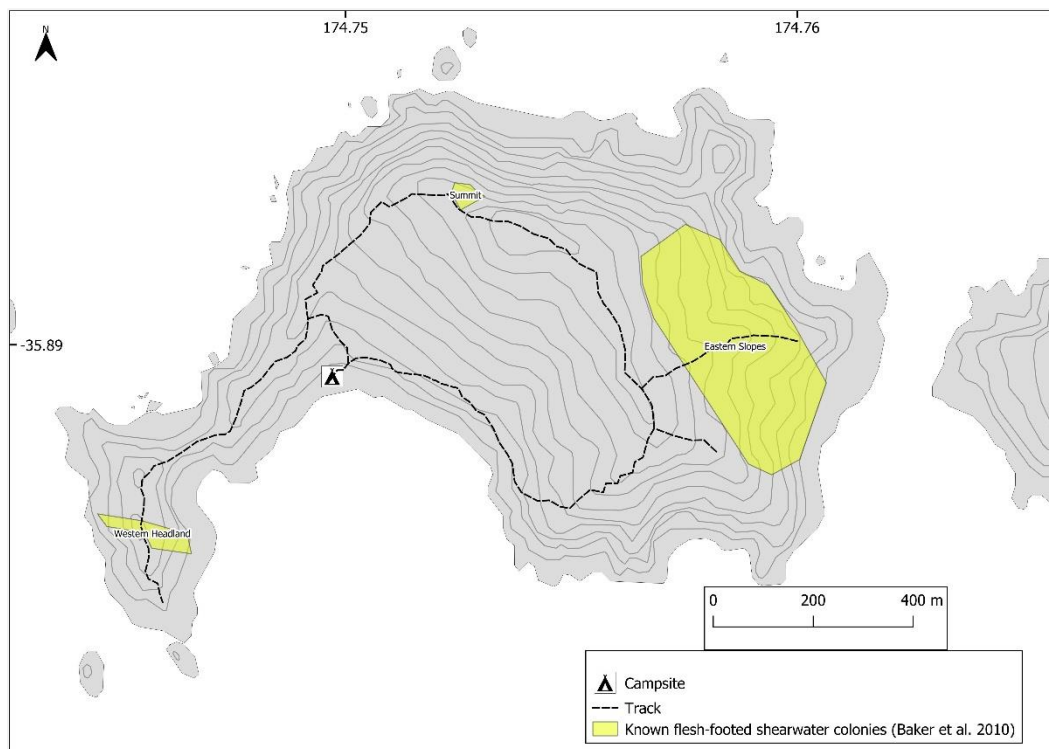 174.75
174.76
N
Summit
-35.89
Eastern Slopes
Western Headland
0 200 400 m
Campsite
Track
Known flesh-footed shearwater colonies (Baker et al. 2010)